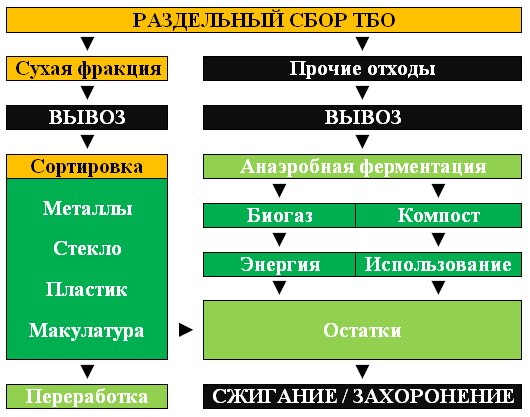 РАЗДЕЛЬНЫЙ СБОР ТБО
Сухая фракция
Прочие отходы
ВЫВОЗ
ВЫВОЗ
Сортировка
Анаэробная ферментация
Металлы
Биогаз
Компост
Стекло
Энергия
Использование
Пластик
Макулатура
Остатки
Переработка
СЖИГАНИЕ / ЗАХОРОНЕНИЕ